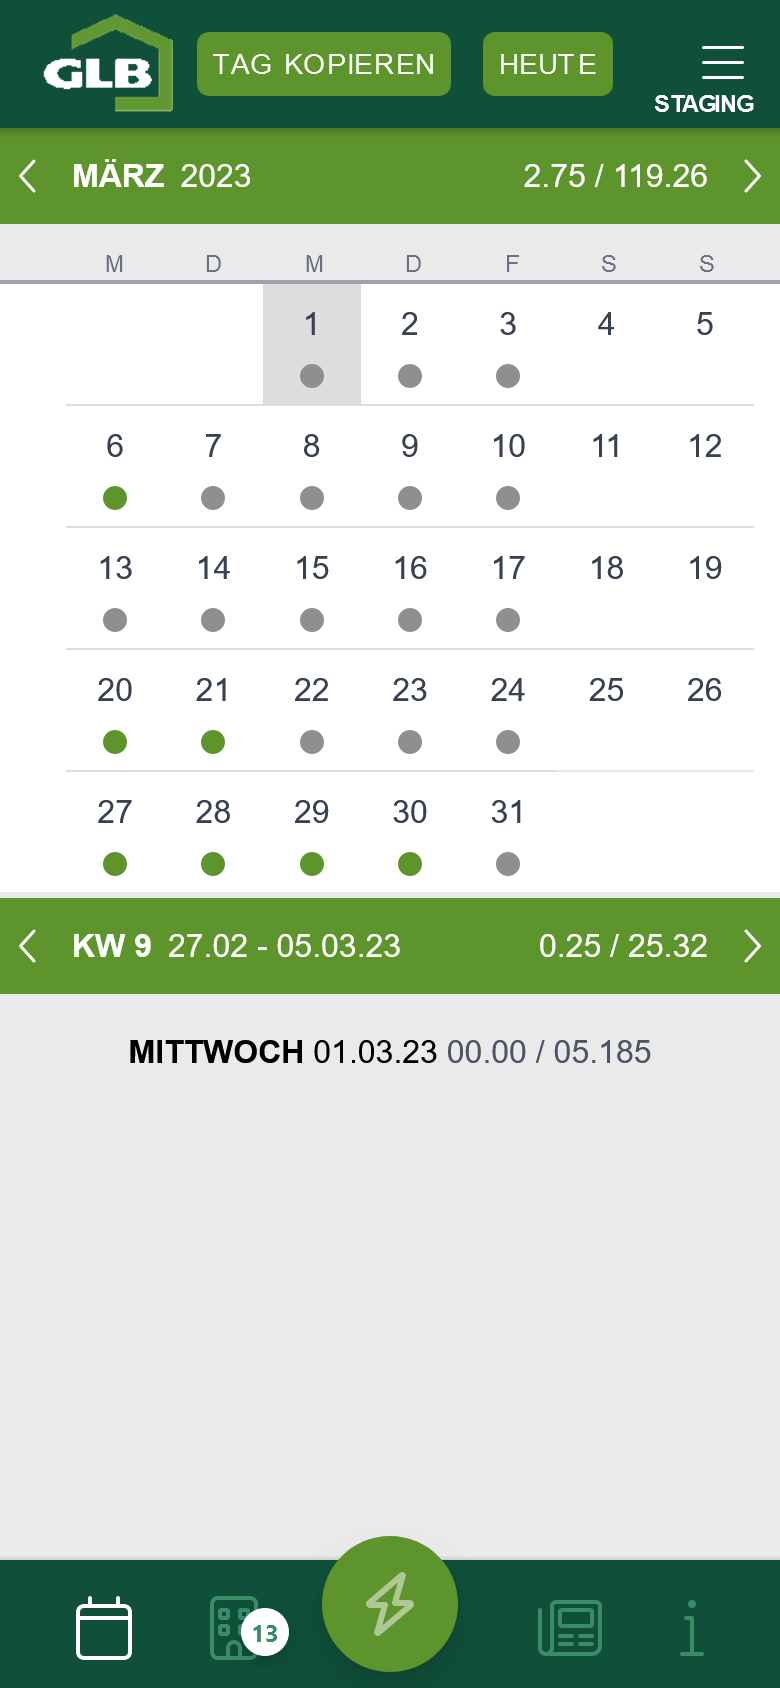 GLB TAG KOPIEREN HEUTE
STAGING
MÄRZ 2023 2.75 / 119.26
M D M D F S S
1 2 3 4 5
6 7 8 9 10 11 12
13 14 15 16 17 18 19
20 21 22 23 24 25 26
27 28 29 30 31
KW 9 27.02 - 05.03.23 0.25 / 25.32
MITTWOCH 01.03.23 00.00 / 05.185
13